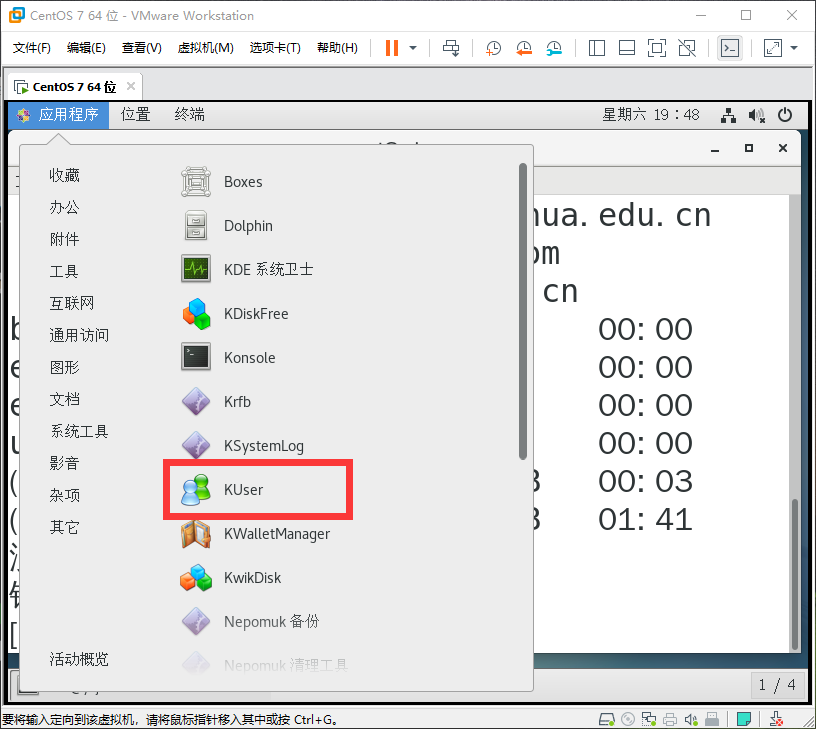 CentOS 7 64 位 - VMware Workstation
文件(F) 编辑(E) 查看(V) 虚拟机(M) 选项卡(T) 帮助(H)
CentOS 7 64 位
应用程序 位置 终端 星期六 19：48
收藏
办公
附件
工具
互联网
通用访问
图形
文档
系统工具
影音
杂项
其它
活动概览
Boxes
Dolphin
KDE 系统卫士
KDiskFree
Konsole
Krfb
KSystemLog
KUser
KWalletManager
KwikDisk
Nepomuk 备份
Nepomuk 清理工具
.edu.cn
cn
00:00
00:00
00:00
00:00
00:03
01:41
1 / 4
要将输入定向到该虚拟机，请将鼠标指针移入其中或按 Ctrl+G。